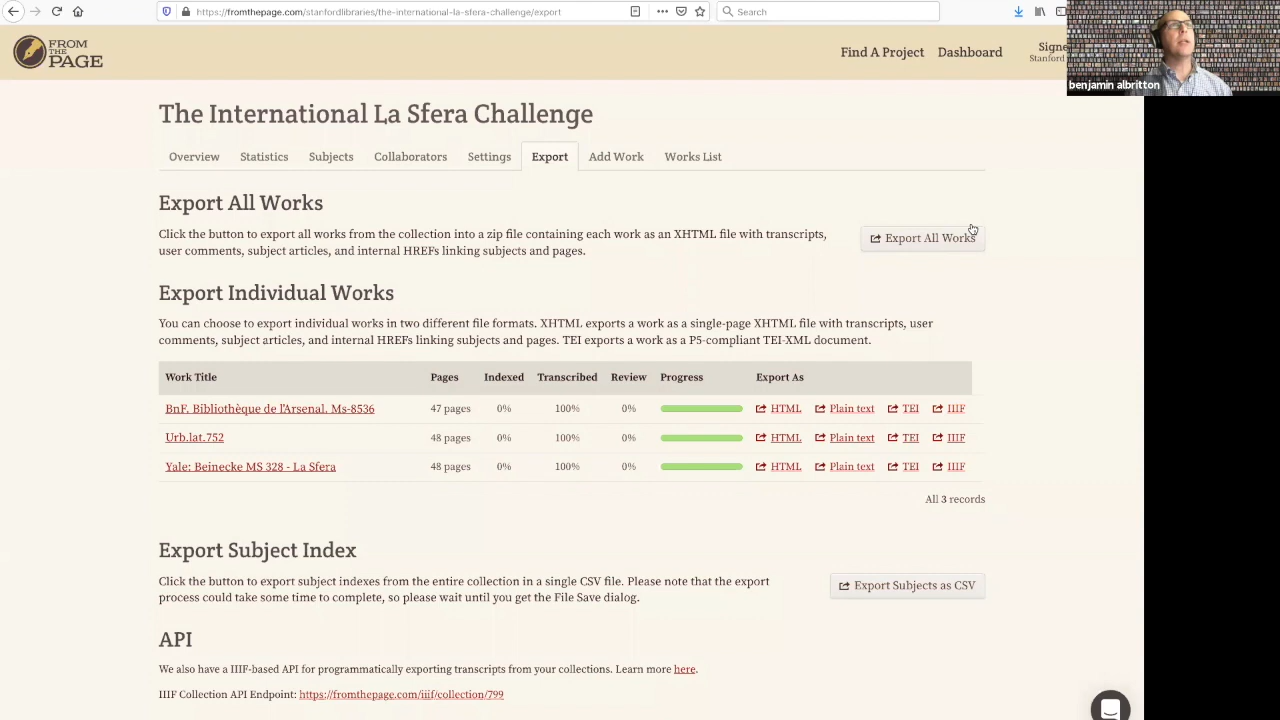 https://fromthepage.com/stanfordlibraries/the-international-la-sfera-challenge/export
Search
FROM
THE
PAGE
Find A Project
Dashboard
Signe
Stanford
benjamin albritton
The International La Sfera Challenge
Overview Statistics Subjects Collaborators Settings Export Add Work Works List
Export All Works
Click the button to export all works from the collection into a zip file containing each work as an XHTML file with transcripts,
user comments, subject articles, and internal HREFs linking subjects and pages.
Export All Works
Export Individual Works
You can choose to export individual works in two different file formats. XHTML exports a work as a single-page XHTML file with transcripts, user
comments, subject articles, and internal HREFs linking subjects and pages. TEI exports a work as a P5-compliant TEI-XML document.
Work Title Pages Indexed Transcribed Review Progress Export As
BnF. Bibliothèque de l'Arsenal. Ms-8536 47 pages 0% 100% 0% HTML Plain text TEI IIIF
Urb.lat.752 48 pages 0% 100% 0% HTML Plain text TEI IIIF
Yale: Beinecke MS 328 - La Sfera 48 pages 0% 100% 0% HTML Plain text TEI IIIF
All 3 records
Export Subject Index
Click the button to export subject indexes from the entire collection in a single CSV file. Please note that the export
process could take some time to complete, so please wait until you get the File Save dialog.
Export Subjects as CSV
API
We also have a IIIF-based API for programmatically exporting transcripts from your collections. Learn more here.
IIIF Collection API Endpoint: https://fromthepage.com/iiif/collection/799